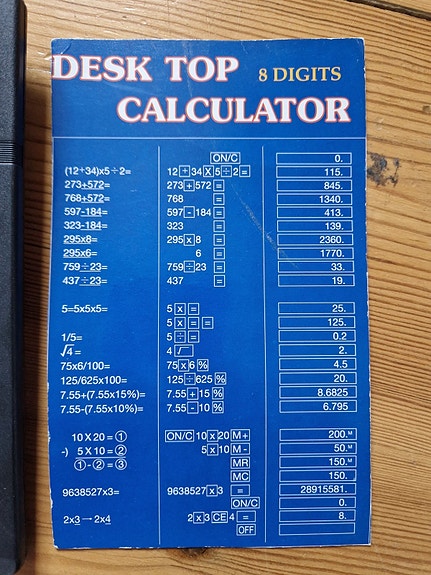 DESK TOP 8 DIGITS
CALCULATOR
ON/C 0.
(12+34)x5÷2= 12 + 34 X 5 ÷ 2 = 115.
273+572= 273 + 572 = 845.
768+572= 768 = 1340.
597-184= 597 - 184 = 413.
323-184= 323 = 139.
295x8= 295 x 8 = 2360.
295x6= 6 = 1770.
759÷23= 759 ÷ 23 = 33.
437÷23= 437 = 19.
5=5x5x5= 5 x = 25.
5 x = = 125.
1/5= 5 ÷ = 0.2
√4 = 4 √ 2.
75x6/100= 75 x 6 % 4.5
125/625x100= 125 ÷ 625 % 20.
7.55+(7.55x15%)= 7.55 + 15 % 8.6825
7.55-(7.55x10%)= 7.55 - 10 % 6.795
10 X 20 = ① ON/C 10 x 20 M+ 200.M
-) 5 X 10 = ② 5 x 10 M- 50.M
①-② = ③ MR 150.M
MC 150.
9638527x3= 9638527 x 3 = 28915581.
ON/C 0.
2x3 → 2x4 2 x 3 CE 4 = 8.
OFF